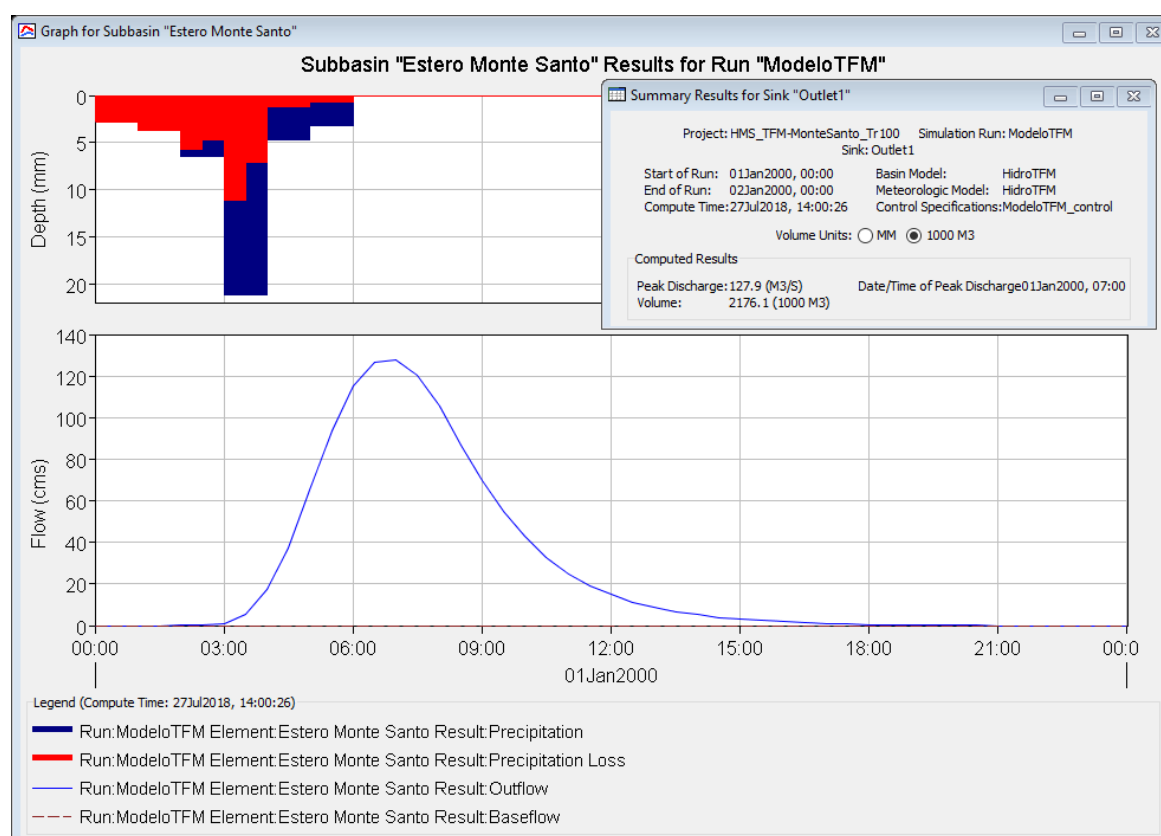 Graph for Subbasin "Estero Monte Santo"
Subbasin "Estero Monte Santo" Results for Run "ModeloTFM"
Summary Results for Sink "Outlet1"
Project: HMS_TFM-MonteSanto_Tr100 Simulation Run: ModeloTFM
Sink: Outlet1
Start of Run: 01Jan2000, 00:00 Basin Model: HidroTFM
End of Run: 02Jan2000, 00:00 Meteorologic Model: HidroTFM
Compute Time:27Jul2018, 14:00:26 Control Specifications:ModeloTFM_control
Volume Units: MM 1000 M3
Computed Results
Peak Discharge:127.9 (M3/S) Date/Time of Peak Discharge01Jan2000, 07:00
Volume: 2176.1 (1000 M3)
Depth (mm)
0
5
10
15
20
Flow (cms)
140
120
100
80
60
40
20
0
00:00 03:00 06:00 09:00 12:00 15:00 18:00 21:00 00:0
01Jan2000
Legend (Compute Time: 27Jul2018, 14:00:26)
Run:ModeloTFM Element:Estero Monte Santo Result:Precipitation
Run:ModeloTFM Element:Estero Monte Santo Result:Precipitation Loss
Run:ModeloTFM Element:Estero Monte Santo Result:Outflow
Run:ModeloTFM Element:Estero Monte Santo Result:Baseflow